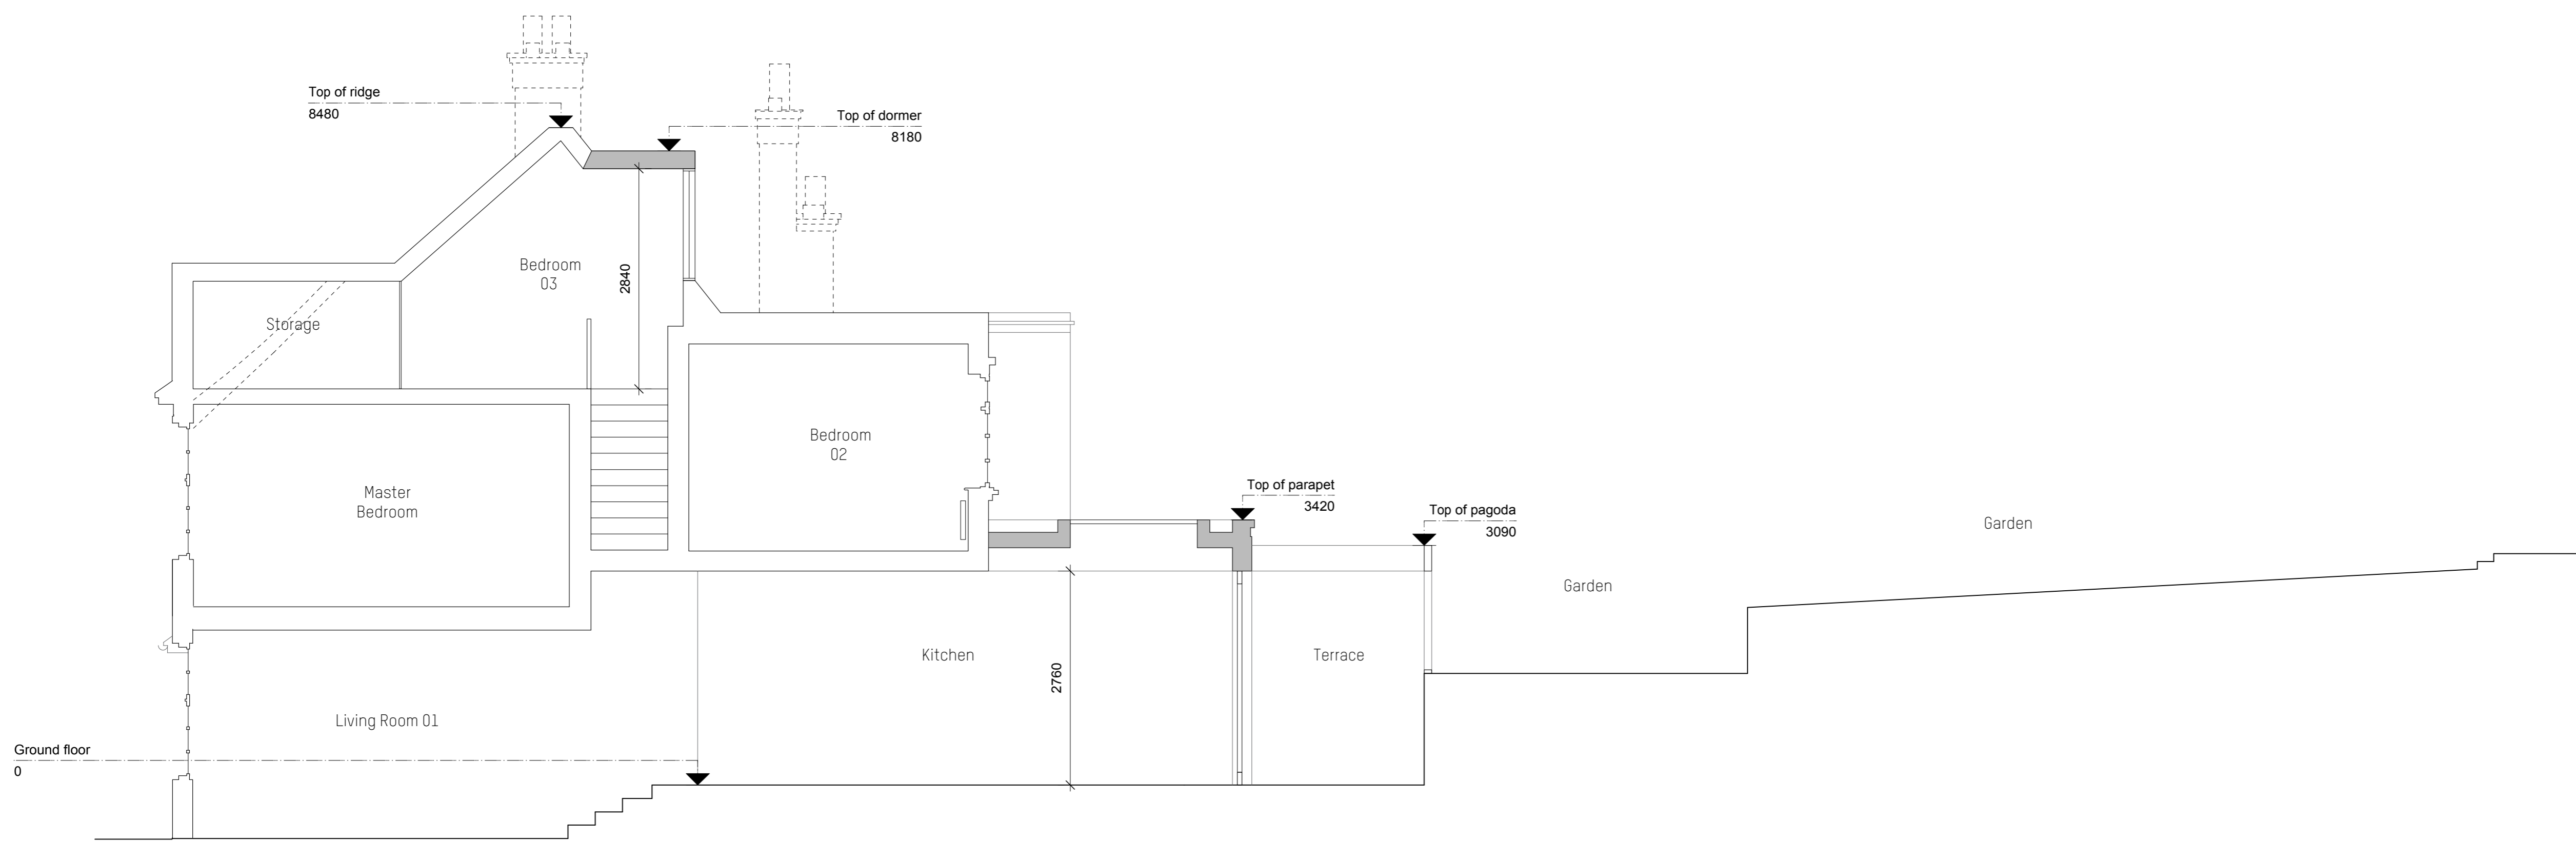 Top of ridge
8480
Top of dormer
8180
Bedroom
03
2840
Storage
Bedroom
02
Master
Bedroom
Top of parapet
3420
Top of pagoda
3090
Garden
Garden
Kitchen
2760
Terrace
Living Room 01
Ground floor
0